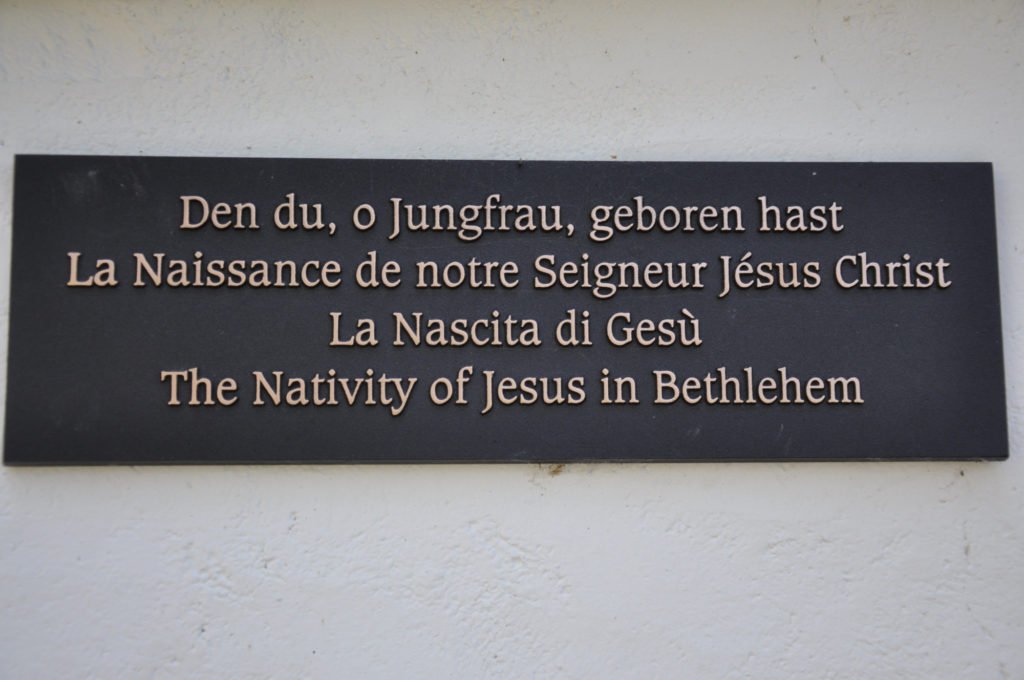 Den du, o Jungfrau, geboren hast
La Naissance de notre Seigneur Jésus Christ
La Nascita di Gesù
The Nativity of Jesus in Bethlehem